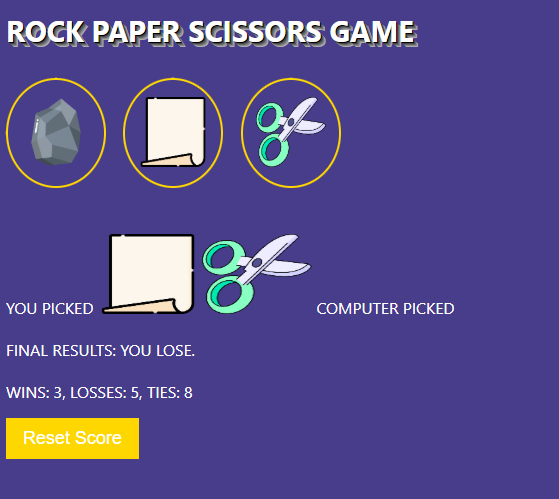 ROCK PAPER SCISSORS GAME
YOU PICKED COMPUTER PICKED
FINAL RESULTS: YOU LOSE.
WINS: 3, LOSSES: 5, TIES: 8
Reset Score